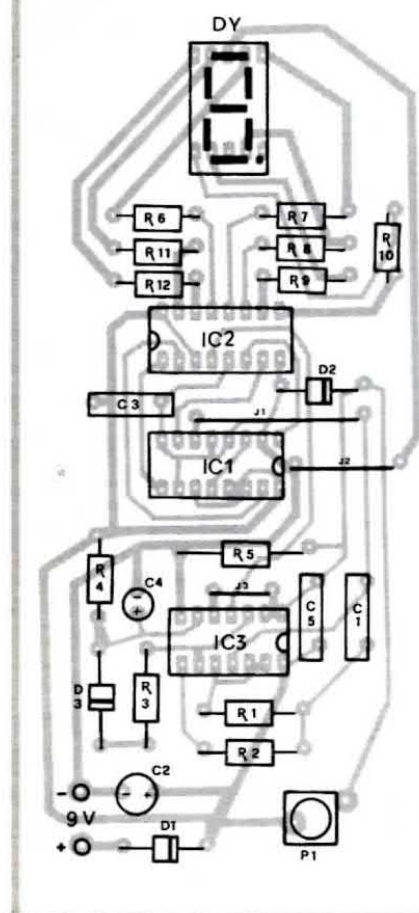 DY
R6 R7
R11 R8 R10
R12 R9
IC2
D2
C3 J1
IC1 J2
R5
R4 C4 J3 C5 C1
IC3
D3 R3 R1
R2
- C2
9V
+ D1 P1